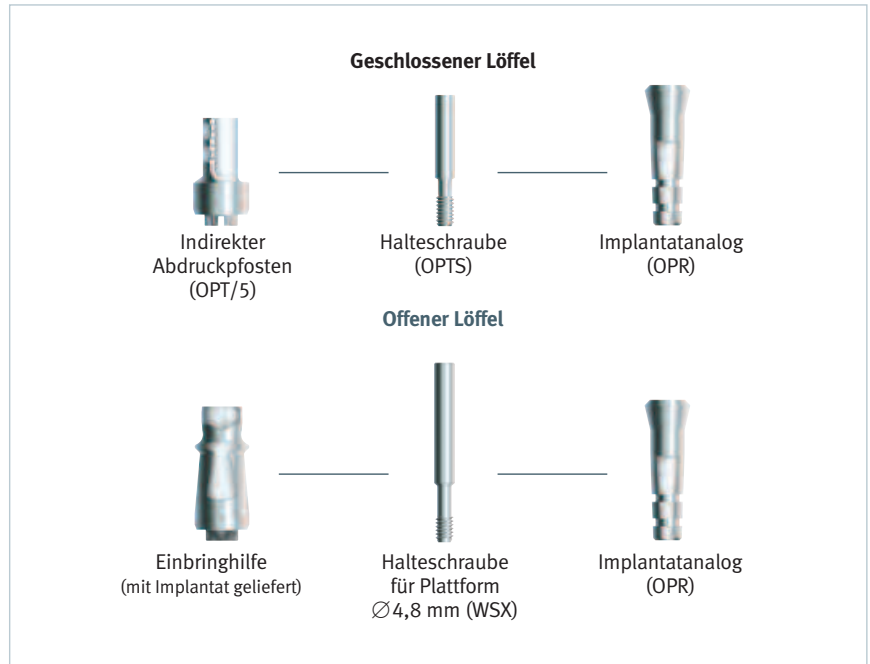 Geschlossener Löffel
Indirekter
Abdruckpfosten
(OPT/5)
Halteschraube
(OPTS)
Implantatanalog
(OPR)
Offener Löffel
Einbringhilfe
(mit Implantat geliefert)
Halteschraube
für Plattform
∅4,8 mm (WSX)
Implantatanalog
(OPR)